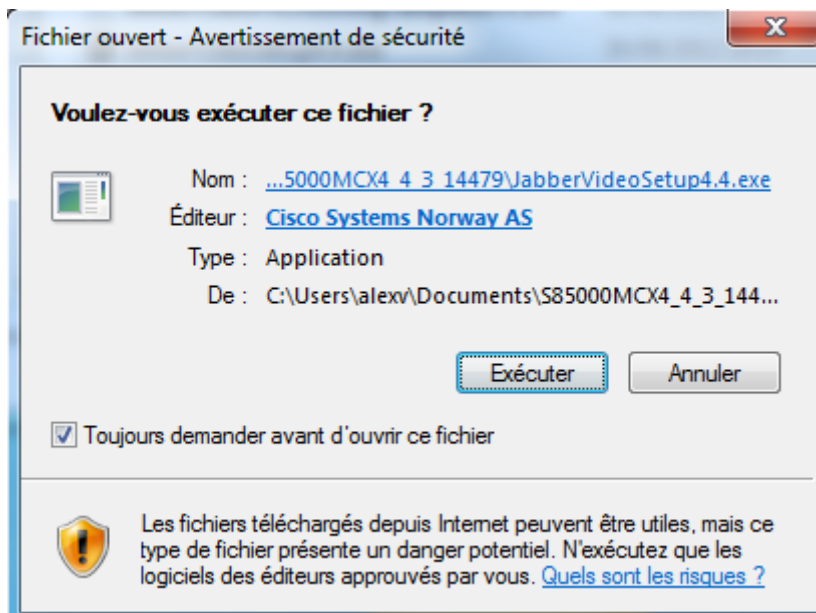 Fichier ouvert - Avertissement de sécurité
Voulez-vous exécuter ce fichier ?
Nom : ...5000MCX4_4_3_14479\JabberVideoSetup4.4.exe
Éditeur : Cisco Systems Norway AS
Type : Application
De : C:\Users\alexv\Documents\S85000MCX4_4_3_144...
Exécuter Annuler
Toujours demander avant d'ouvrir ce fichier
Les fichiers téléchargés depuis Internet peuvent être utiles, mais ce
type de fichier présente un danger potentiel. N'exécutez que les
logiciels des éditeurs approuvés par vous. Quels sont les risques ?